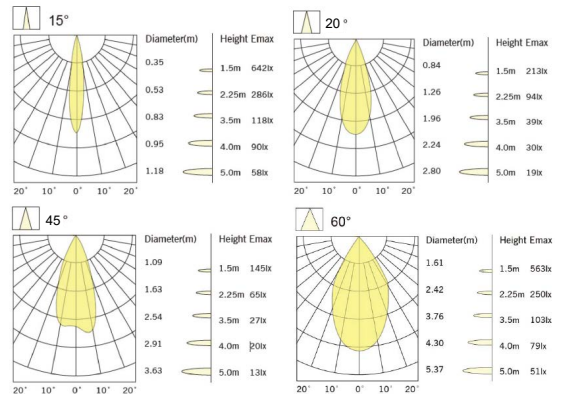 15°
Diameter(m) Height Emax
0.35 1.5m 642lx
0.53 2.25m 286lx
0.83 3.5m 118lx
0.95 4.0m 90lx
1.18 5.0m 58lx
20° 10° 0° 10° 20°
20°
Diameter(m) Height Emax
0.84 1.5m 213lx
1.26 2.25m 94lx
1.96 3.5m 39lx
2.24 4.0m 30lx
2.80 5.0m 19lx
20° 10° 0° 10° 20°
45°
Diameter(m) Height Emax
1.09 1.5m 145lx
1.63 2.25m 65lx
2.54 3.5m 27lx
2.91 4.0m 20lx
3.63 5.0m 13lx
20° 10° 0° 10° 20°
60°
Diameter(m) Height Emax
1.61 1.5m 563lx
2.42 2.25m 250lx
3.76 3.5m 103lx
4.30 4.0m 79lx
5.37 5.0m 51lx
20° 10° 0° 10° 20°